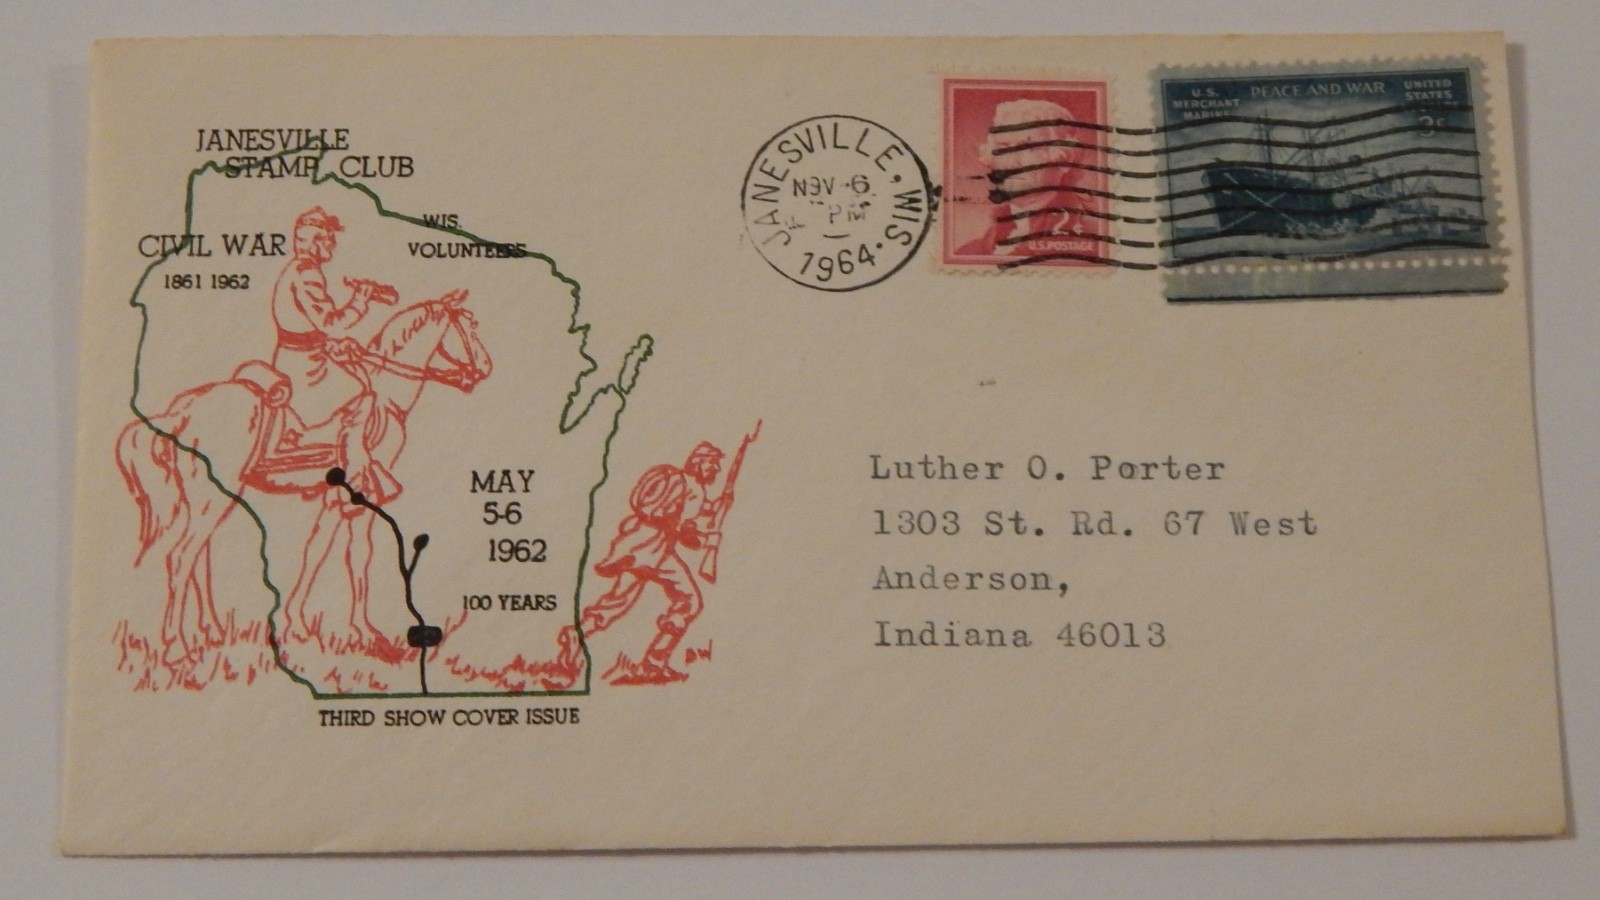 JANESVILLE
STAMP CLUB
WIS.
VOLUNTEERS
CIVIL WAR
1861 1962
MAY
5-6
1962
100 YEARS
BW
THIRD SHOW COVER ISSUE
JANESVILLE, WIS.
NOV -6
PM
1964
2¢
U.S. POSTAGE
U.S.
MERCHANT
MARINE
PEACE AND WAR
UNITED
STATES
3¢
Luther O. Porter
1303 St. Rd. 67 West
Anderson,
Indiana 46013